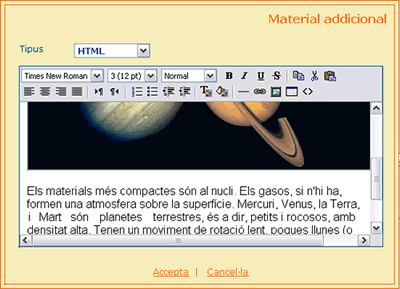 Material addicional
Tipus HTML
Times New Roman 3 (12 pt) Normal B I U S
Els materials més compactes són al nucli. Els gasos, si n'hi ha,
formen una atmosfera sobre la superfície. Mercuri, Venus, la Terra,
i Mart són planetes terrestres, és a dir, petits i rocosos, amb
densitat alta. Tenen un moviment de rotació lent, poques llunes (o
Accepta | Cancel·la